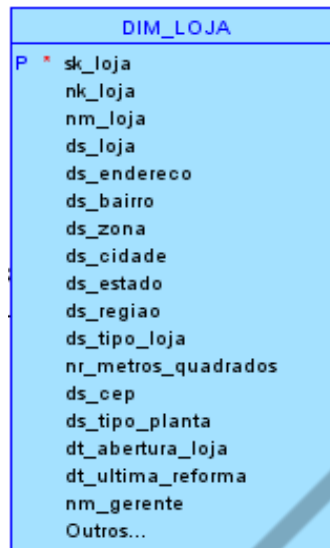 DIM_LOJA
P * sk_loja
nk_loja
nm_loja
ds_loja
ds_endereco
ds_bairro
ds_zona
ds_cidade
ds_estado
ds_regiao
ds_tipo_loja
nr_metros_quadrados
ds_cep
ds_tipo_planta
dt_abertura_loja
dt_ultima_reforma
nm_gerente
Outros...